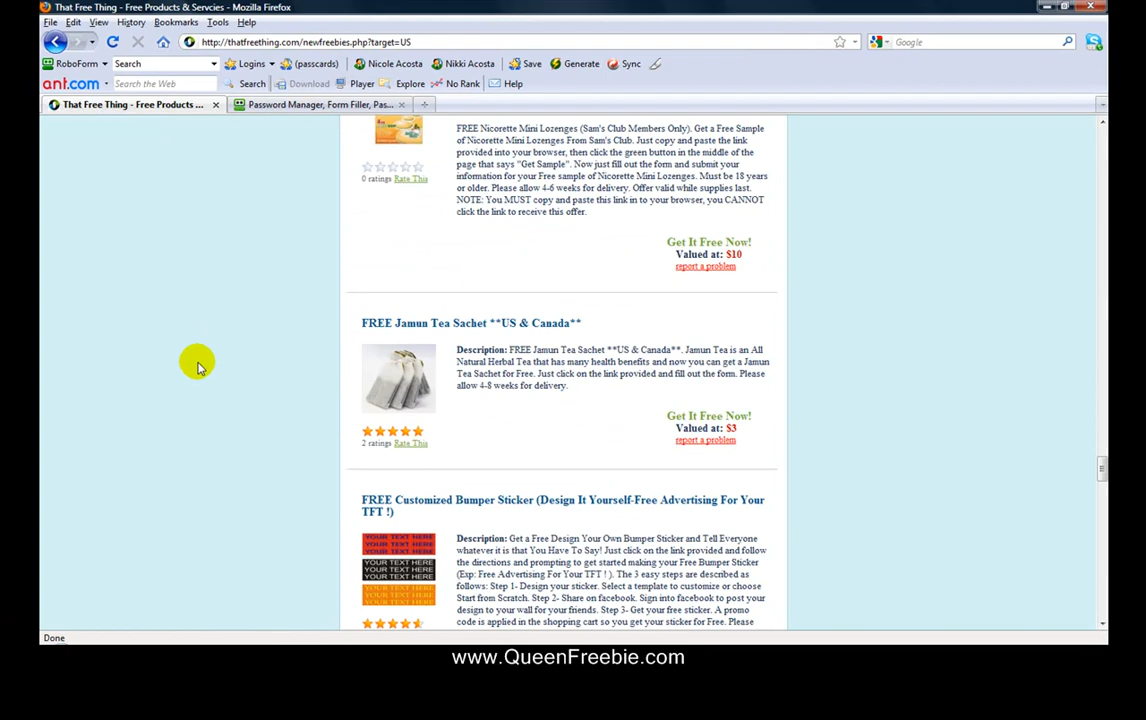 That Free Thing - Free Products & Servcies - Mozilla Firefox
File Edit View History Bookmarks Tools Help
http://thatfreething.com/newfreebies.php?target=US
Google
RoboForm Search Logins (passcards) Nicole Acosta Nikki Acosta Save Generate Sync
ant.com Search the Web Search Download Player Explore No Rank Help
That Free Thing - Free Products ... Password Manager, Form Filler, Pas...
FREE Nicorette Mini Lozenges (Sam's Club Members Only). Get a Free Sample
of Nicorette Mini Lozenges From Sam's Club. Just copy and paste the link
provided into your browser, then click the green button in the middle of the
page that says "Get Sample". Now just fill out the form and submit your
information for your Free sample of Nicorette Mini Lozenges. Must be 18 years
or older. Please allow 4-6 weeks for delivery. Offer valid while supplies last.
NOTE: You MUST copy and paste this link in to your browser, you CANNOT
click the link to receive this offer.
0 ratings Rate This
Get It Free Now!
Valued at: $10
report a problem
FREE Jamun Tea Sachet **US & Canada**
Description: FREE Jamun Tea Sachet **US & Canada**. Jamun Tea is an All
Natural Herbal Tea that has many health benefits and now you can get a Jamun
Tea Sachet for Free. Just click on the link provided and fill out the form. Please
allow 4-8 weeks for delivery.
2 ratings Rate This
Get It Free Now!
Valued at: $3
report a problem
FREE Customized Bumper Sticker (Design It Yourself-Free Advertising For Your
TFT !)
YOUR TEXT HERE
YOUR TEXT HERE
YOUR TEXT HERE
YOUR TEXT HERE
YOUR TEXT HERE
YOUR TEXT HERE
Description: Get a Free Design Your Own Bumper Sticker and Tell Everyone
whatever it is that You Have To Say! Just click on the link provided and follow
the directions and prompting to get started making your Free Bumper Sticker
(Exp: Free Advertising For Your TFT ! ). The 3 easy steps are described as
follows: Step 1- Design your sticker. Select a template to customize or choose
Start from Scratch. Step 2- Share on facebook. Sign into facebook to post your
design to your wall for your friends. Step 3- Get your free sticker. A promo
code is applied in the shopping cart so you get your sticker for Free. Please
Done
www.QueenFreebie.com